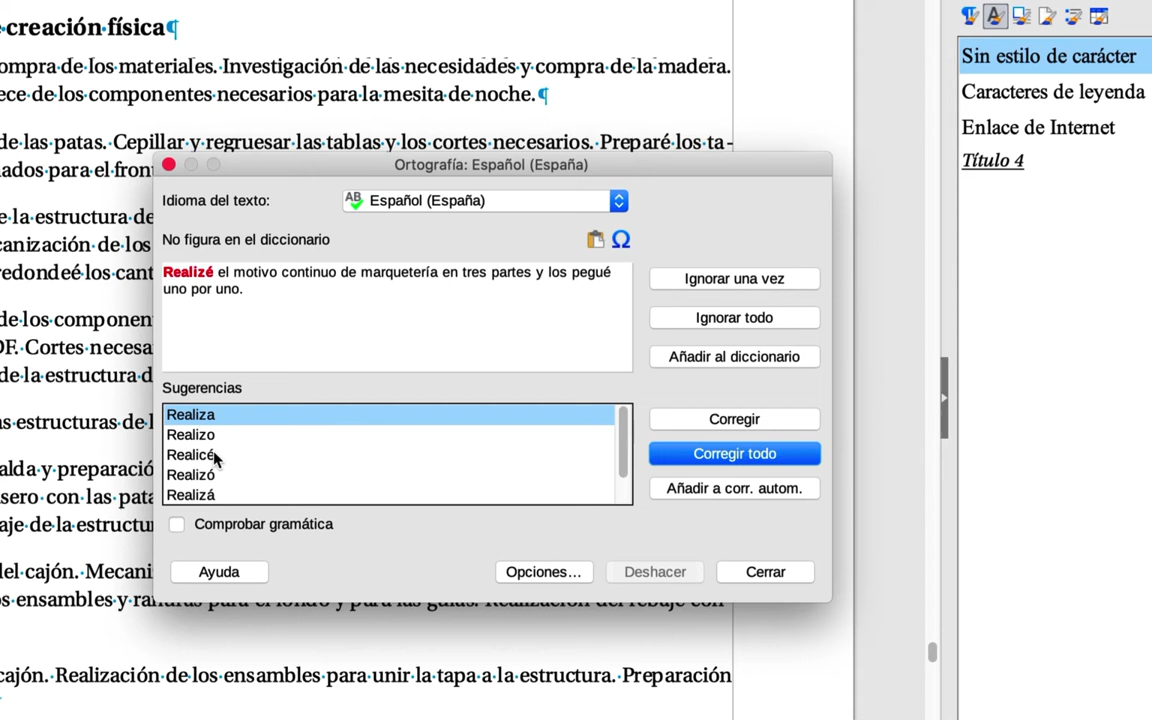 creación·física¶
ompra·de·los·materiales.·Investigación·de·las·necesidades·y·compra·de·la·madera.
ece·de·los·componentes·necesarios·para·la·mesita·de·noche.¶
de·las·patas.·Cepillar·y·regruesar·las·tablas·y·los·cortes·necesarios.·Preparé·los·ta-
ados·para·el·fron
Ortografía: Español (España)
Idioma del texto:
Español (España)
No figura en el diccionario
Realizé el motivo continuo de marquetería en tres partes y los pegué
uno por uno.
Ignorar una vez
Ignorar todo
Añadir al diccionario
Sugerencias
Realiza
Realizo
Realicé
Realizó
Realizá
Corregir
Corregir todo
Añadir a corr. autom.
Comprobar gramática
Ayuda
Opciones...
Deshacer
Cerrar
e·la·estructura·de
canización·de·los
redondeé·los·cant
de·los·component
DF.·Cortes·necesa
de·la·estructura·d
as·estructuras·de·l
alda·y·preparació
sero·con·las·pata
aje·de·la·estructu
del·cajón.·Mecani
os·ensambles·y·ranuras·para·el·fondo·y·para·las·guías.·Realización·del·rebaje·con
cajón.·Realización·de·los·ensambles·para·unir·la·tapa·a·la·estructura.·Preparación
Sin estilo de carácter
Caracteres de leyenda
Enlace de Internet
Título 4